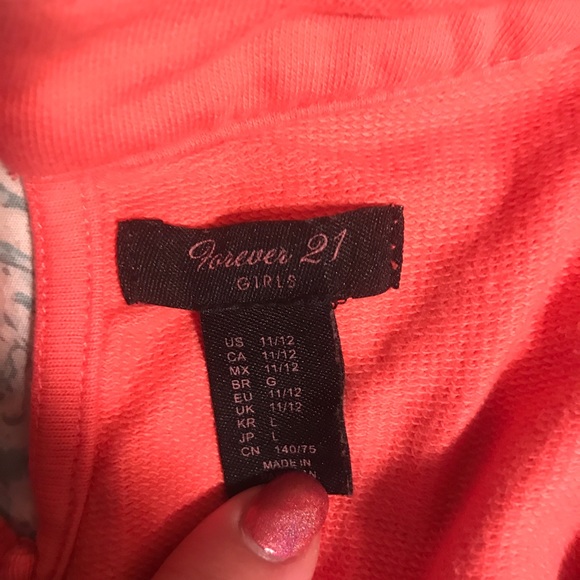 Forever 21
GIRLS
US 11/12
CA 11/12
MX 11/12
BR G
EU 11/12
UK 11/12
KR L
JP L
CN 140/75
MADE IN